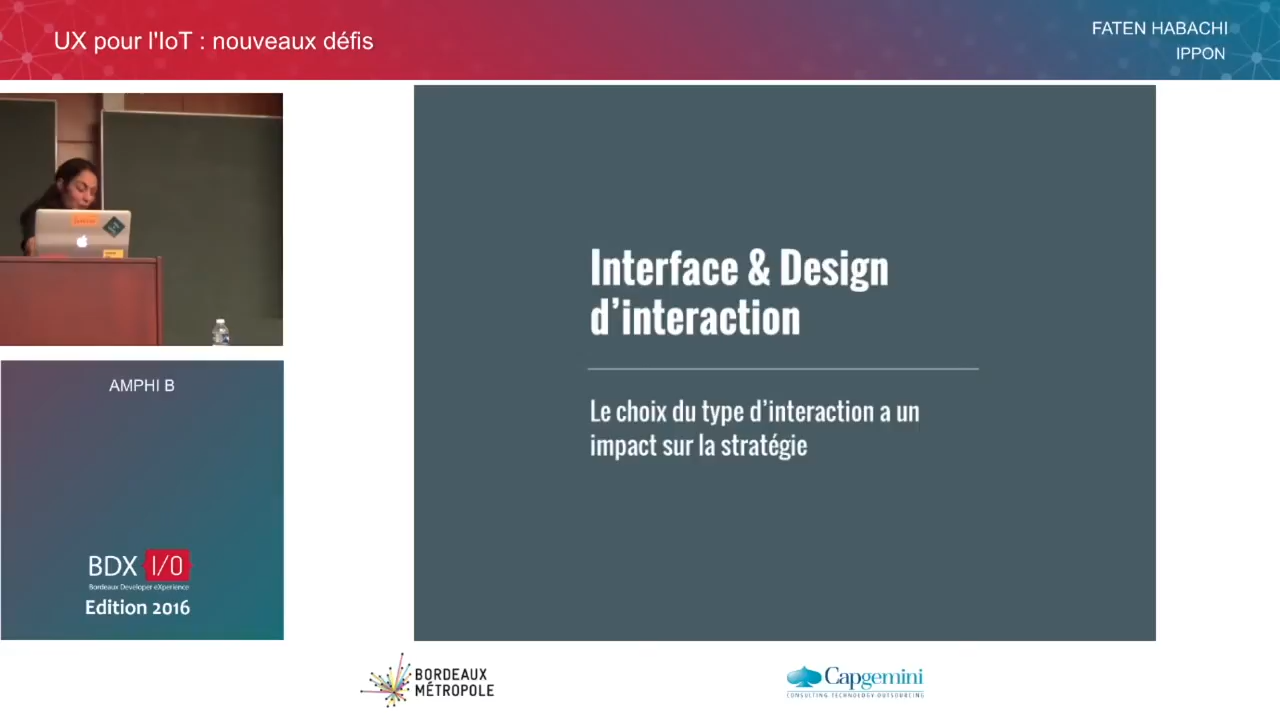 UX pour l'IoT : nouveaux défis
FATEN HABACHI
IPPON
Interface & Design
d’interaction
Le choix du type d’interaction a un
impact sur la stratégie
AMPHI B
BDX I/O
Bordeaux Developer eXperience
Edition 2016
BORDEAUX
MÉTROPOLE
Capgemini
CONSULTING.TECHNOLOGY.OUTSOURCING